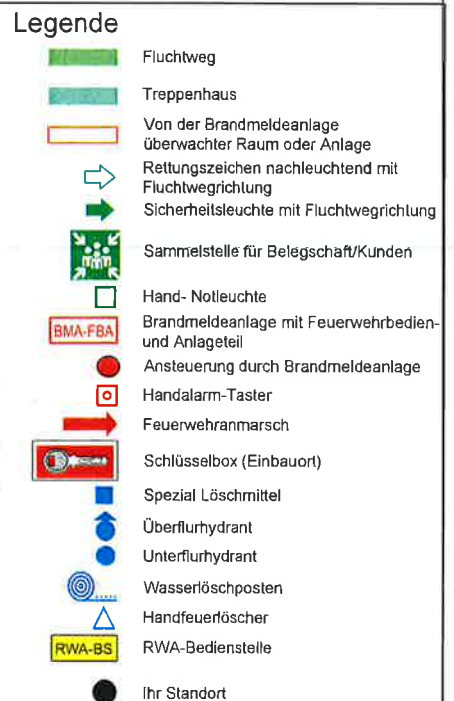 Legende
Fluchtweg
Treppenhaus
Von der Brandmeldeanlage
überwachter Raum oder Anlage
Rettungszeichen nachleuchtend mit
Fluchtwegrichtung
Sicherheitsleuchte mit Fluchtwegrichtung
Sammelstelle für Belegschaft/Kunden
Hand- Notleuchte
BMA-FBA
Brandmeldeanlage mit Feuerwehrbedien-
und Anlageteil
Ansteuerung durch Brandmeldeanlage
Handalarm-Taster
Feuerwehranmarsch
Schlüsselbox (Einbauort)
Spezial Löschmittel
Überflurhydrant
Unterflurhydrant
Wasserlöschposten
Handfeuerlöscher
RWA-BS
RWA-Bedienstelle
Ihr Standort